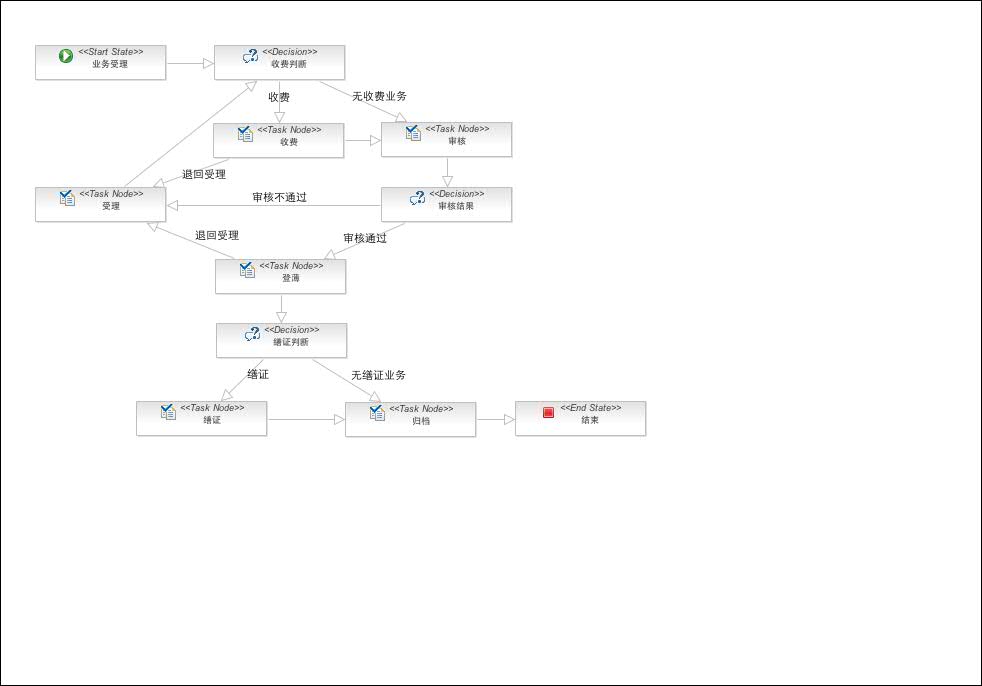 <<Start State>>
业务受理
<<Decision>>
收费判断
收费
无收费业务
<<Task Node>>
收费
<<Task Node>>
审核
退回受理
<<Task Node>>
受理
审核不通过
<<Decision>>
审核结果
退回受理
审核通过
<<Task Node>>
登薄
<<Decision>>
缮证判断
缮证
无缮证业务
<<Task Node>>
缮证
<<Task Node>>
归档
<<End State>>
结束